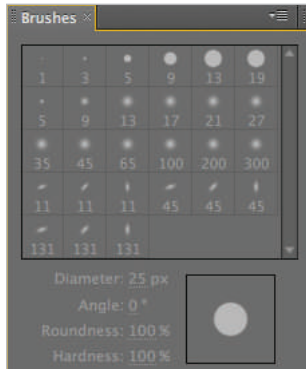 Brushes
1 3 5 9 13 19
5 9 13 17 21 27
35 45 65 100 200 300
11 11 11 45 45 45
131 131 131
Diameter: 25 px
Angle: 0 °
Roundness: 100 %
Hardness: 100 %